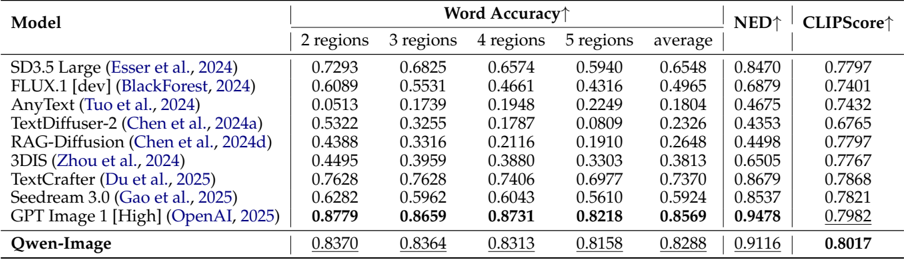 Model Word Accuracy↑ NED↑ CLIPScore↑
2 regions 3 regions 4 regions 5 regions average
SD3.5 Large (Esser et al., 2024) 0.7293 0.6825 0.6574 0.5940 0.6548 0.8470 0.7797
FLUX.1 [dev] (BlackForest, 2024) 0.6089 0.5531 0.4661 0.4316 0.4965 0.6879 0.7401
AnyText (Tuo et al., 2024) 0.0513 0.1739 0.1948 0.2249 0.1804 0.4675 0.7432
TextDiffuser-2 (Chen et al., 2024a) 0.5322 0.3255 0.1787 0.0809 0.2326 0.4353 0.6765
RAG-Diffusion (Chen et al., 2024d) 0.4388 0.3316 0.2116 0.1910 0.2648 0.4498 0.7797
3DIS (Zhou et al., 2024) 0.4495 0.3959 0.3880 0.3303 0.3813 0.6505 0.7767
TextCrafter (Du et al., 2025) 0.7628 0.7628 0.7406 0.6977 0.7370 0.8679 0.7868
Seedream 3.0 (Gao et al., 2025) 0.6282 0.5962 0.6043 0.5610 0.5924 0.8537 0.7821
GPT Image 1 [High] (OpenAI, 2025) 0.8779 0.8659 0.8731 0.8218 0.8569 0.9478 0.7982
Qwen-Image 0.8370 0.8364 0.8313 0.8158 0.8288 0.9116 0.8017